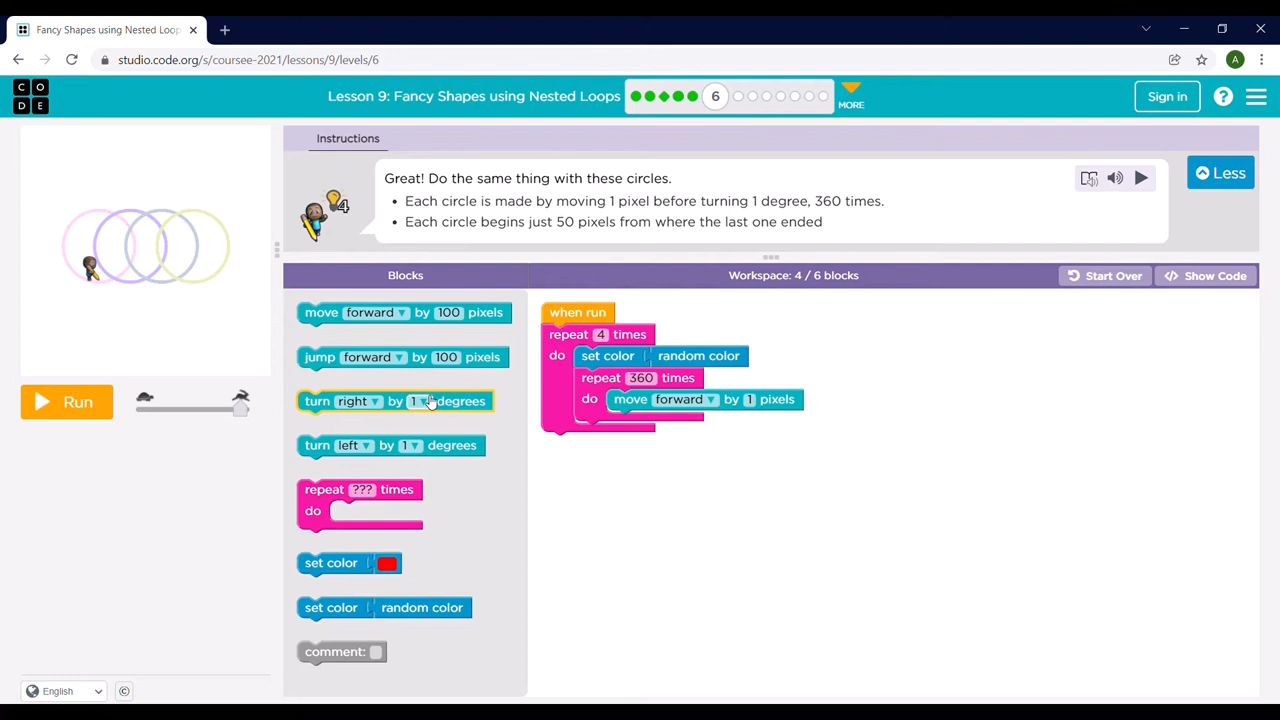 Fancy Shapes using Nested Loop
studio.code.org/s/coursee-2021/lessons/9/levels/6
A
C O
D E
Lesson 9: Fancy Shapes using Nested Loops
6
MORE
Sign in
?
Instructions
4
Great! Do the same thing with these circles.
• Each circle is made by moving 1 pixel before turning 1 degree, 360 times.
• Each circle begins just 50 pixels from where the last one ended
Less
Blocks
Workspace: 4 / 6 blocks
Start Over
</> Show Code
Run
move forward by 100 pixels
jump forward by 100 pixels
turn right by 1 degrees
turn left by 1 degrees
repeat ??? times
do
set color
set color random color
comment:
when run
repeat 4 times
do set color random color
repeat 360 times
do move forward by 1 pixels
English
©